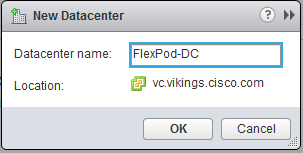 New Datacenter
Datacenter name: FlexPod-DC
Location: vc.vikings.cisco.com
OK Cancel